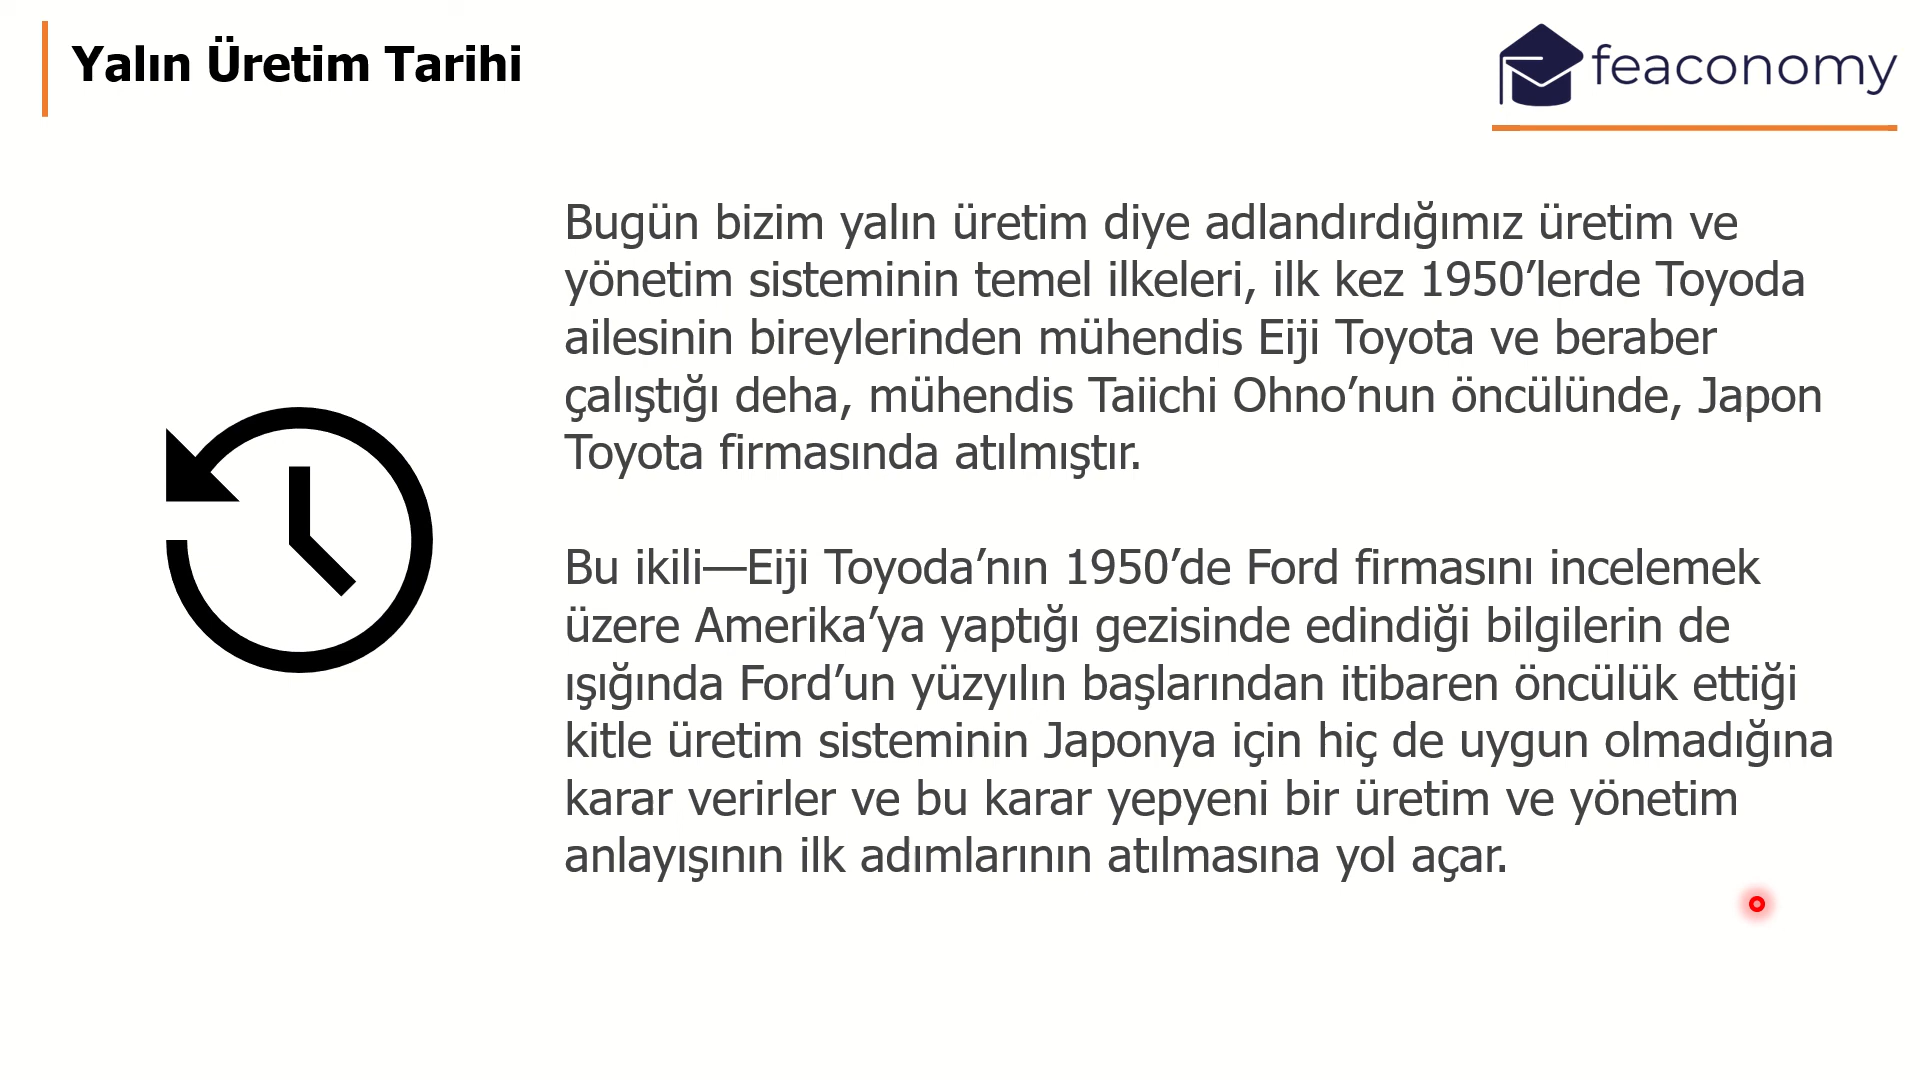 Yalın Üretim Tarihi
feaconomy
Bugün bizim yalın üretim diye adlandırdığımız üretim ve
yönetim sisteminin temel ilkeleri, ilk kez 1950’lerde Toyoda
ailesinin bireylerinden mühendis Eiji Toyota ve beraber
çalıştığı deha, mühendis Taiichi Ohno’nun öncülünde, Japon
Toyota firmasında atılmıştır.
Bu ikili—Eiji Toyoda’nın 1950’de Ford firmasını incelemek
üzere Amerika’ya yaptığı gezisinde edindiği bilgilerin de
ışığında Ford’un yüzyılın başlarından itibaren öncülük ettiği
kitle üretim sisteminin Japonya için hiç de uygun olmadığına
karar verirler ve bu karar yepyeni bir üretim ve yönetim
anlayışının ilk adımlarının atılmasına yol açar.